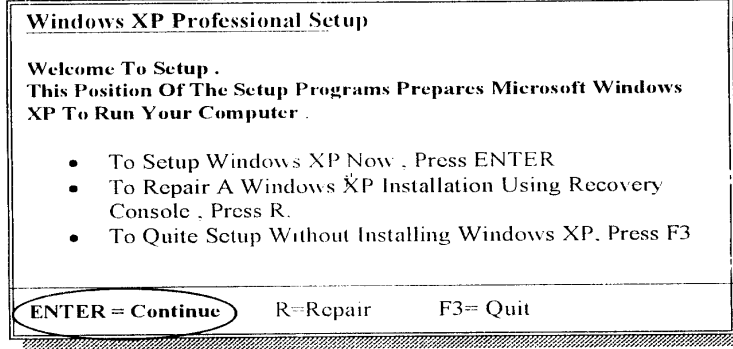 Windows XP Professional Setup
Welcome To Setup .
This Position Of The Setup Programs Prepares Microsoft Windows
XP To Run Your Computer .
• To Setup Windows XP Now , Press ENTER
• To Repair A Windows XP Installation Using Recovery
Console , Press R.
• To Quite Setup Without Installing Windows XP, Press F3
ENTER = Continue R=Repair F3= Quit